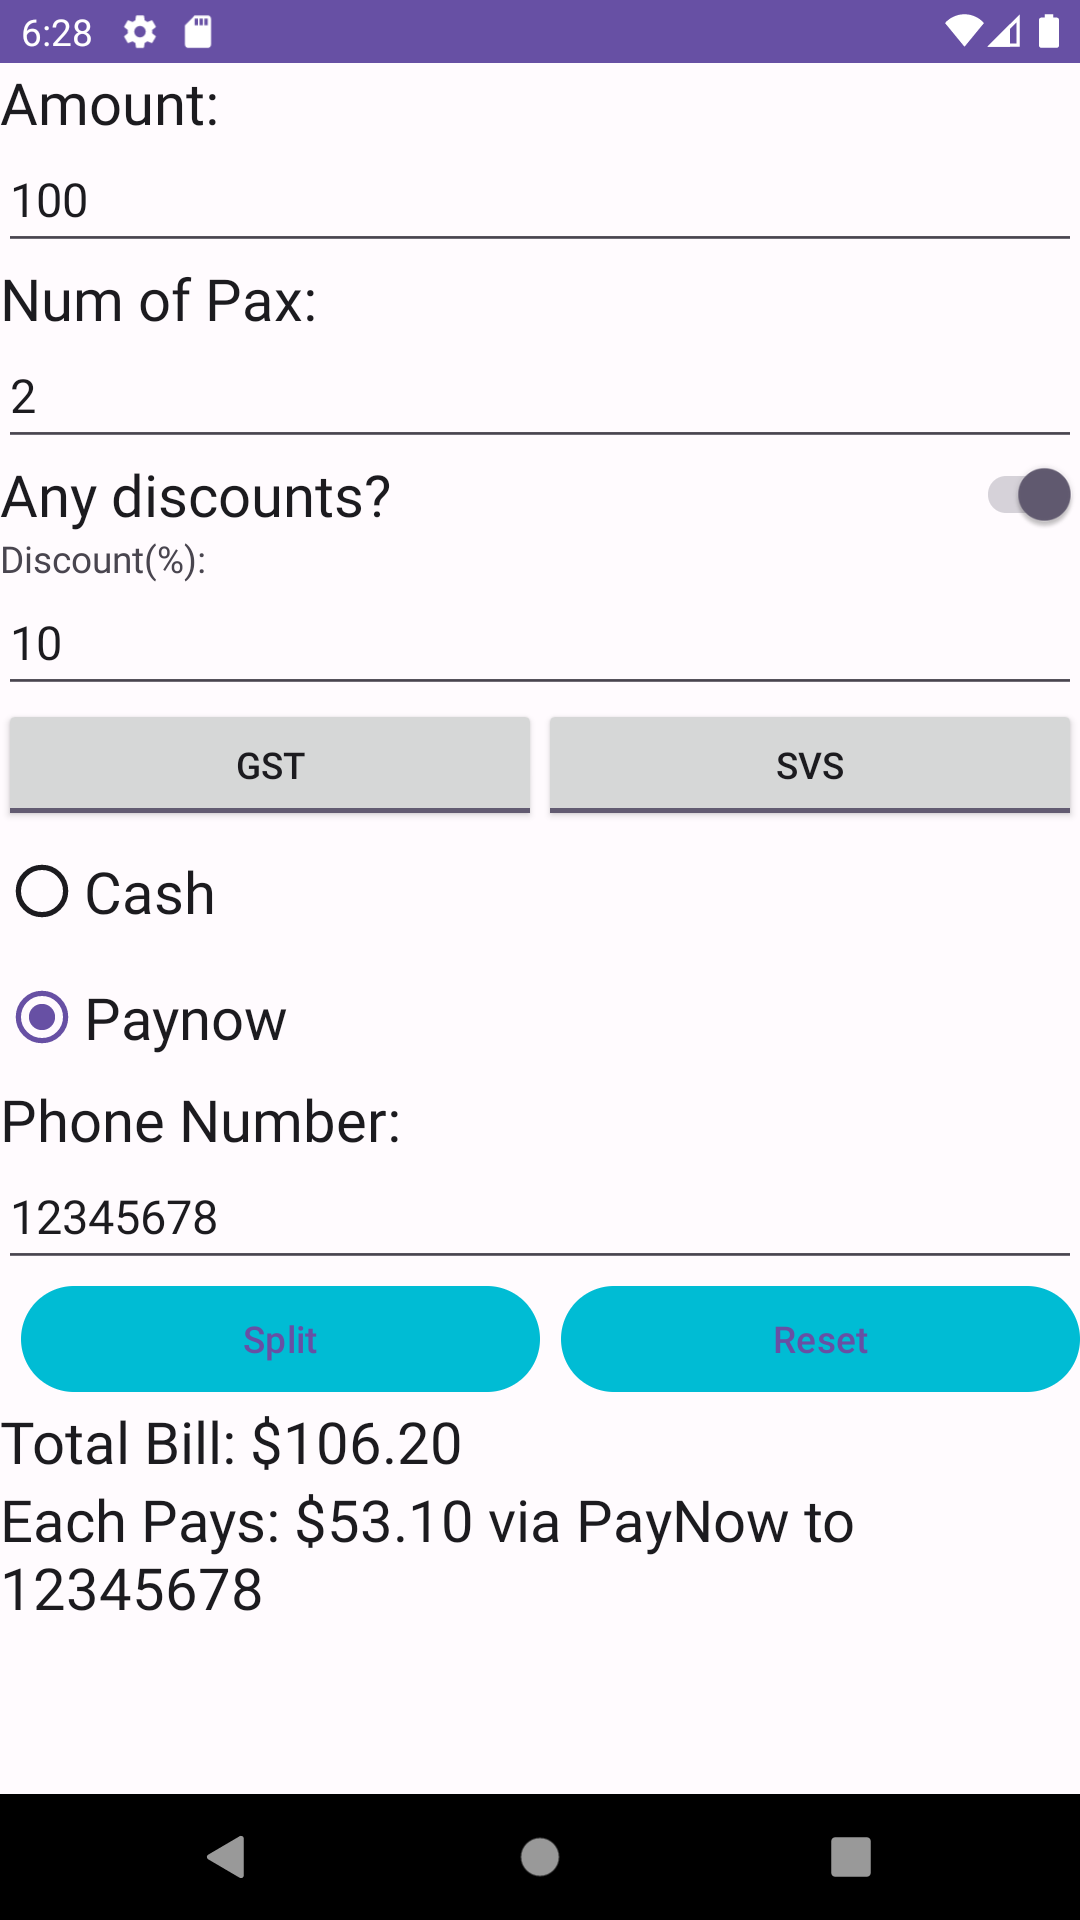 6:28
Amount:
100
Num of Pax:
2
Any discounts?
Discount(%):
10
GST SVS
Cash
Paynow
Phone Number:
12345678
Split Reset
Total Bill: $106.20
Each Pays: $53.10 via PayNow to
12345678